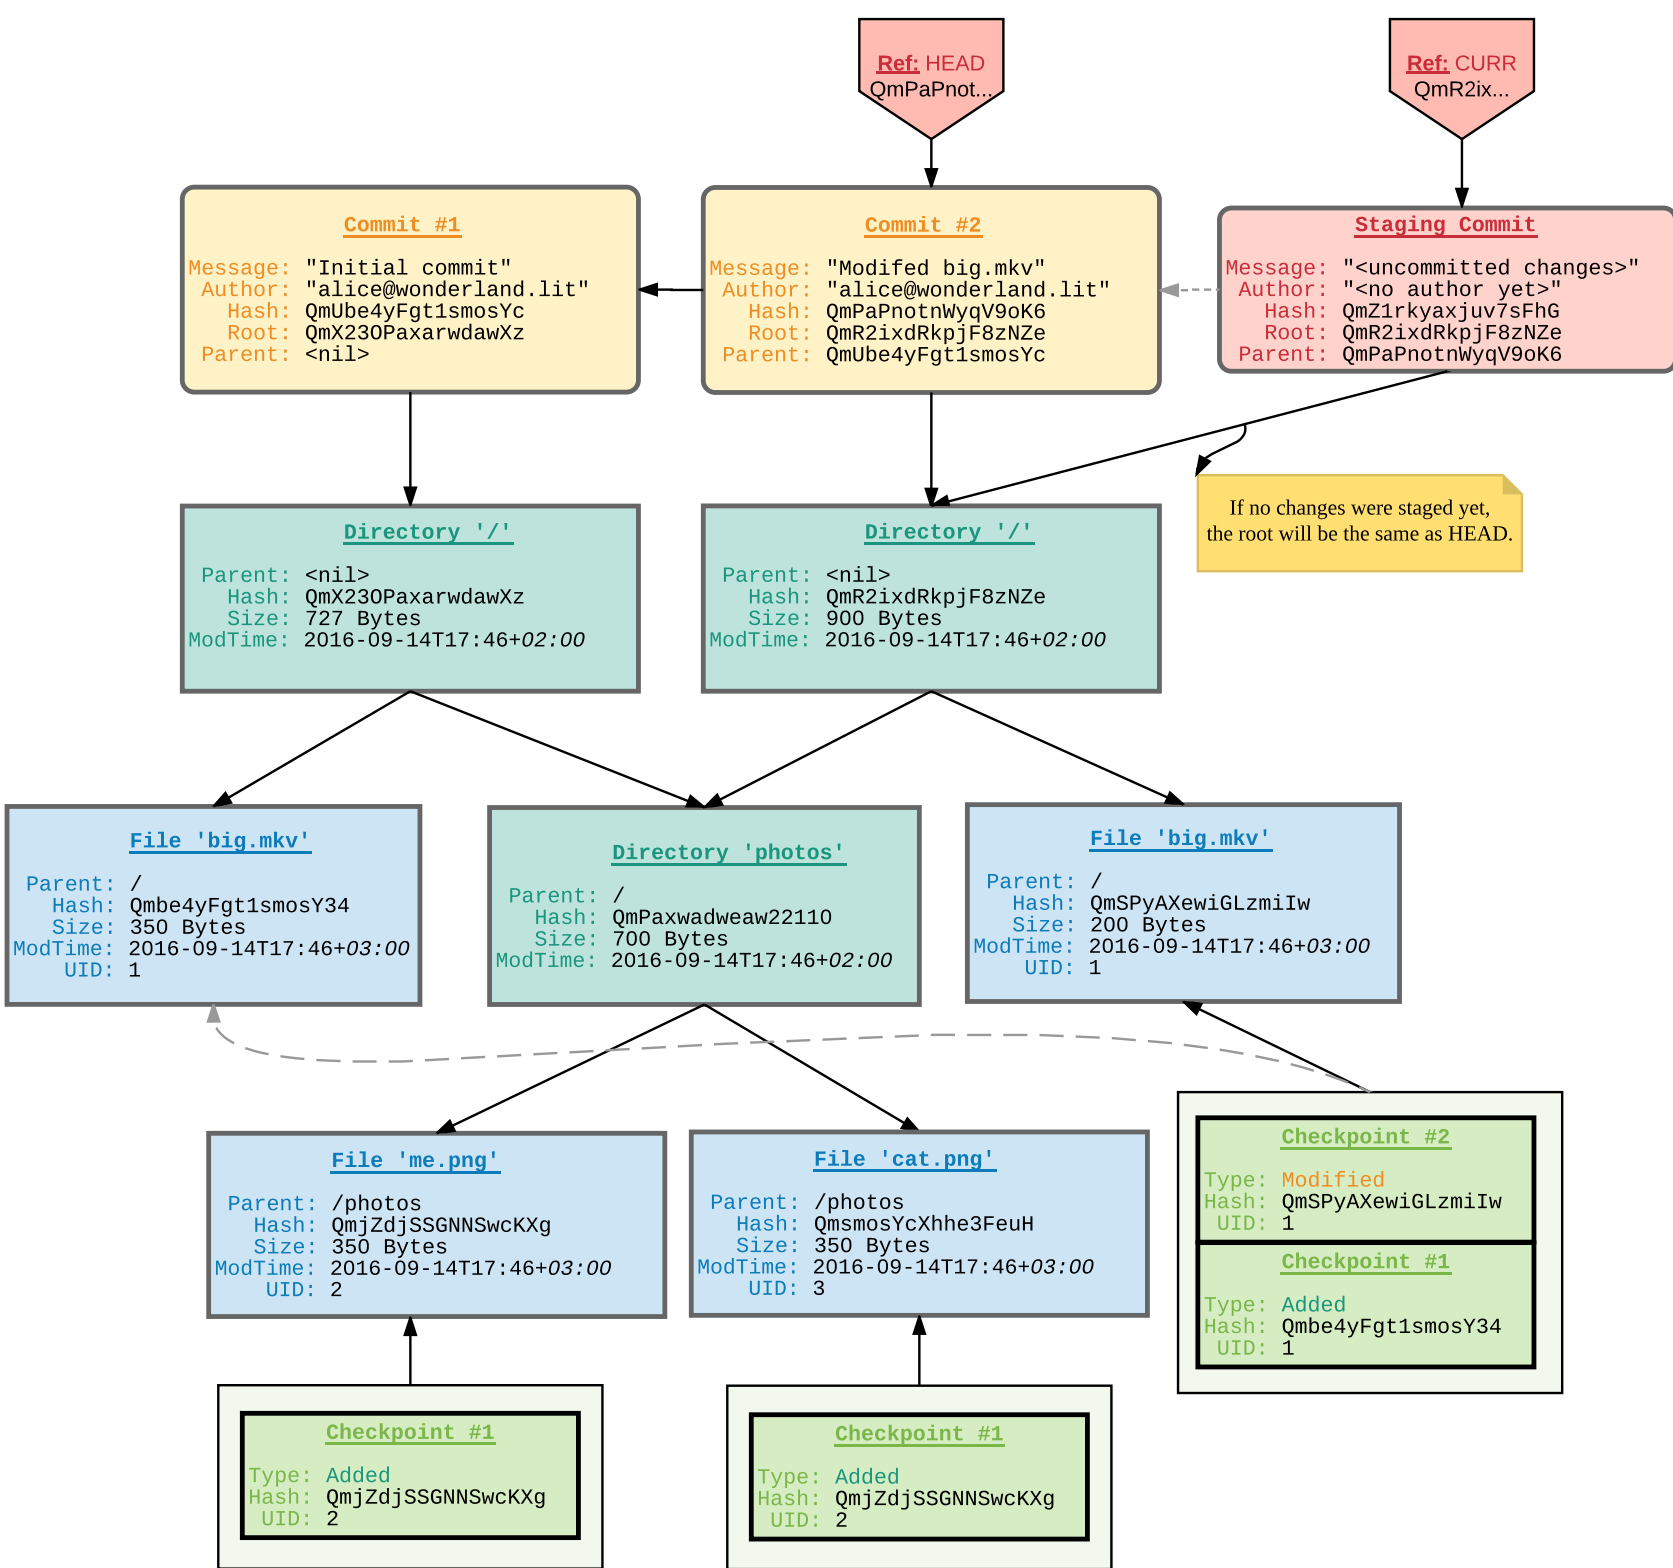 Ref: HEAD
QmPaPnot...
Ref: CURR
QmR2ix...
Commit #1
Message: "Initial commit"
Author: "alice@wonderland.lit"
Hash: QmUbe4yFgt1smosYc
Root: QmX23OPaxarwdawXz
Parent: <nil>
Commit #2
Message: "Modifed big.mkv"
Author: "alice@wonderland.lit"
Hash: QmPaPnotnWyqV9oK6
Root: QmR2ixdRkpjF8zNZe
Parent: QmUbe4yFgt1smosYc
Staging Commit
Message: "<uncommitted changes>"
Author: "<no author yet>"
Hash: QmZ1rkyaxjuv7sFhG
Root: QmR2ixdRkpjF8zNZe
Parent: QmPaPnotnWyqV9oK6
If no changes were staged yet,
the root will be the same as HEAD.
Directory '/'
Parent: <nil>
Hash: QmX23OPaxarwdawXz
Size: 727 Bytes
ModTime: 2016-09-14T17:46+02:00
Directory '/'
Parent: <nil>
Hash: QmR2ixdRkpjF8zNZe
Size: 900 Bytes
ModTime: 2016-09-14T17:46+02:00
File 'big.mkv'
Parent: /
Hash: Qmbe4yFgt1smosY34
Size: 350 Bytes
ModTime: 2016-09-14T17:46+03:00
UID: 1
Directory 'photos'
Parent: /
Hash: QmPaxwadweaw22110
Size: 700 Bytes
ModTime: 2016-09-14T17:46+02:00
File 'big.mkv'
Parent: /
Hash: QmSPyAXewiGLzmiIw
Size: 200 Bytes
ModTime: 2016-09-14T17:46+03:00
UID: 1
File 'me.png'
Parent: /photos
Hash: QmjZdjSSGNNSwcKXg
Size: 350 Bytes
ModTime: 2016-09-14T17:46+03:00
UID: 2
File 'cat.png'
Parent: /photos
Hash: QmsmosYcXhhe3FeuH
Size: 350 Bytes
ModTime: 2016-09-14T17:46+03:00
UID: 3
Checkpoint #2
Type: Modified
Hash: QmSPyAXewiGLzmiIw
UID: 1
Checkpoint #1
Type: Added
Hash: Qmbe4yFgt1smosY34
UID: 1
Checkpoint #1
Type: Added
Hash: QmjZdjSSGNNSwcKXg
UID: 2
Checkpoint #1
Type: Added
Hash: QmjZdjSSGNNSwcKXg
UID: 2